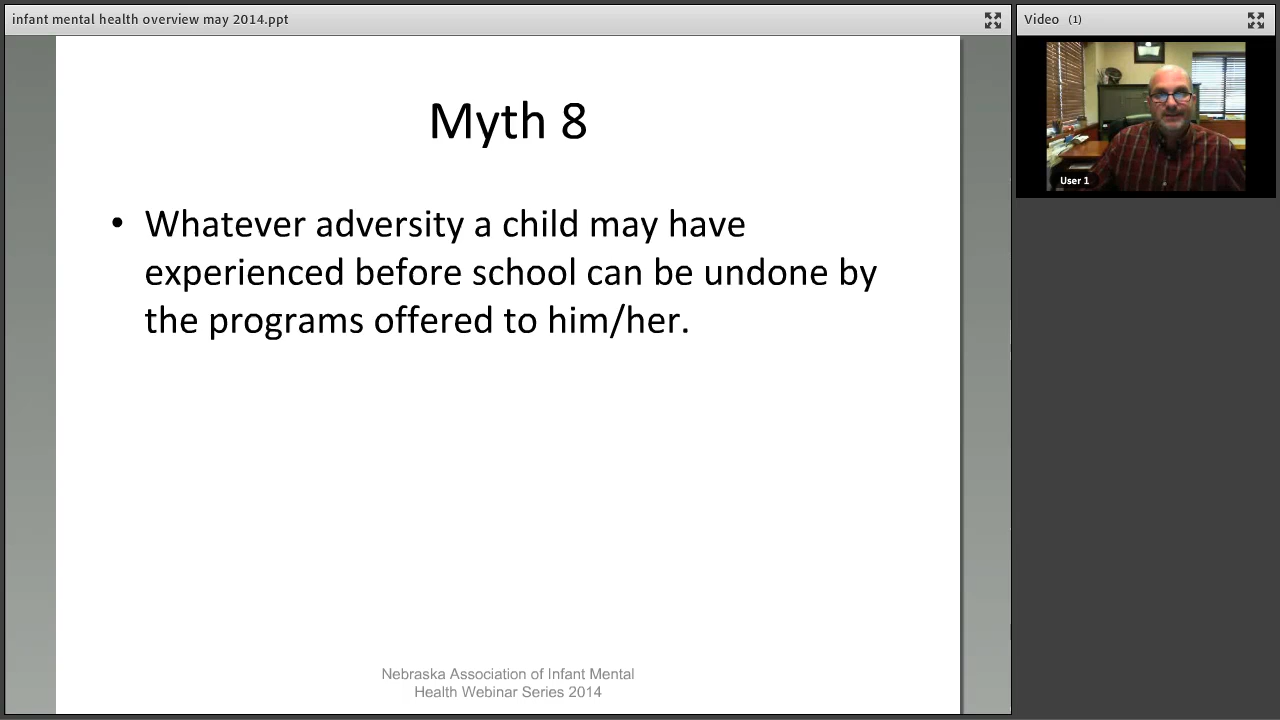 infant mental health overview may 2014.ppt
Video (1)
User 1
Myth 8
• Whatever adversity a child may have
experienced before school can be undone by
the programs offered to him/her.
Nebraska Association of Infant Mental
Health Webinar Series 2014